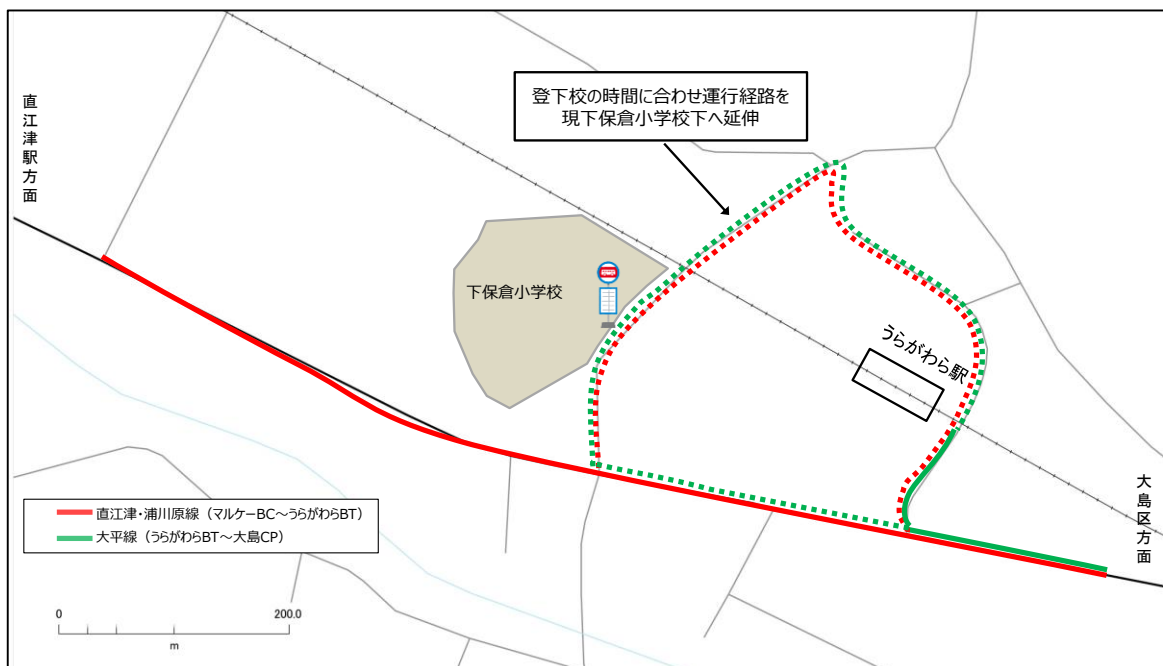 登下校の時間に合わせ運行経路を
現下保倉小学校下へ延伸
直江津駅方面
下保倉小学校
うらがわら駅
大島区方面
直江津・浦川原線（マルケーBC～うらがわらBT）
大平線（うらがわらBT～大島CP）
0 200.0
m